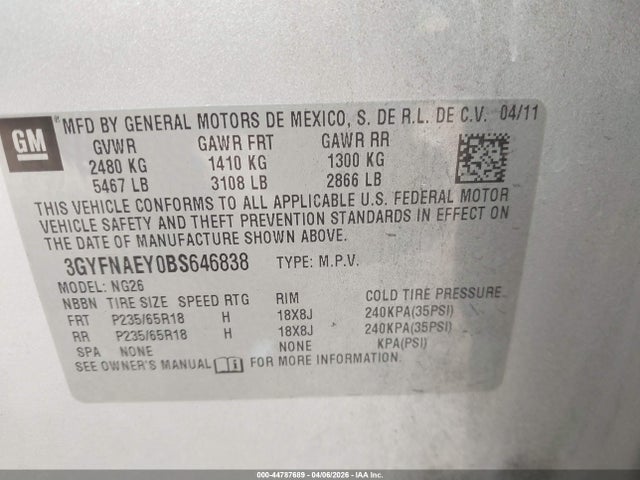 GM
MFD BY GENERAL MOTORS DE MEXICO, S. DE R.L. DE C.V. 04/11
GVWR GAWR FRT GAWR RR
2480 KG 1410 KG 1300 KG
5467 LB 3108 LB 2866 LB
THIS VEHICLE CONFORMS TO ALL APPLICABLE U.S. FEDERAL MOTOR
VEHICLE SAFETY AND THEFT PREVENTION STANDARDS IN EFFECT ON
THE DATE OF MANUFACTURE SHOWN ABOVE.
3GYFNAEY0BS646838 TYPE: M.P.V.
MODEL: NG26
NBBN TIRE SIZE SPEED RTG RIM COLD TIRE PRESSURE
FRT P235/65R18 H 18X8J 240KPA(35PSI)
RR P235/65R18 H 18X8J 240KPA(35PSI)
SPA NONE NONE KPA(PSI)
SEE OWNER'S MANUAL FOR MORE INFORMATION.
000-44787689 - 04/06/2026 - IAA Inc.